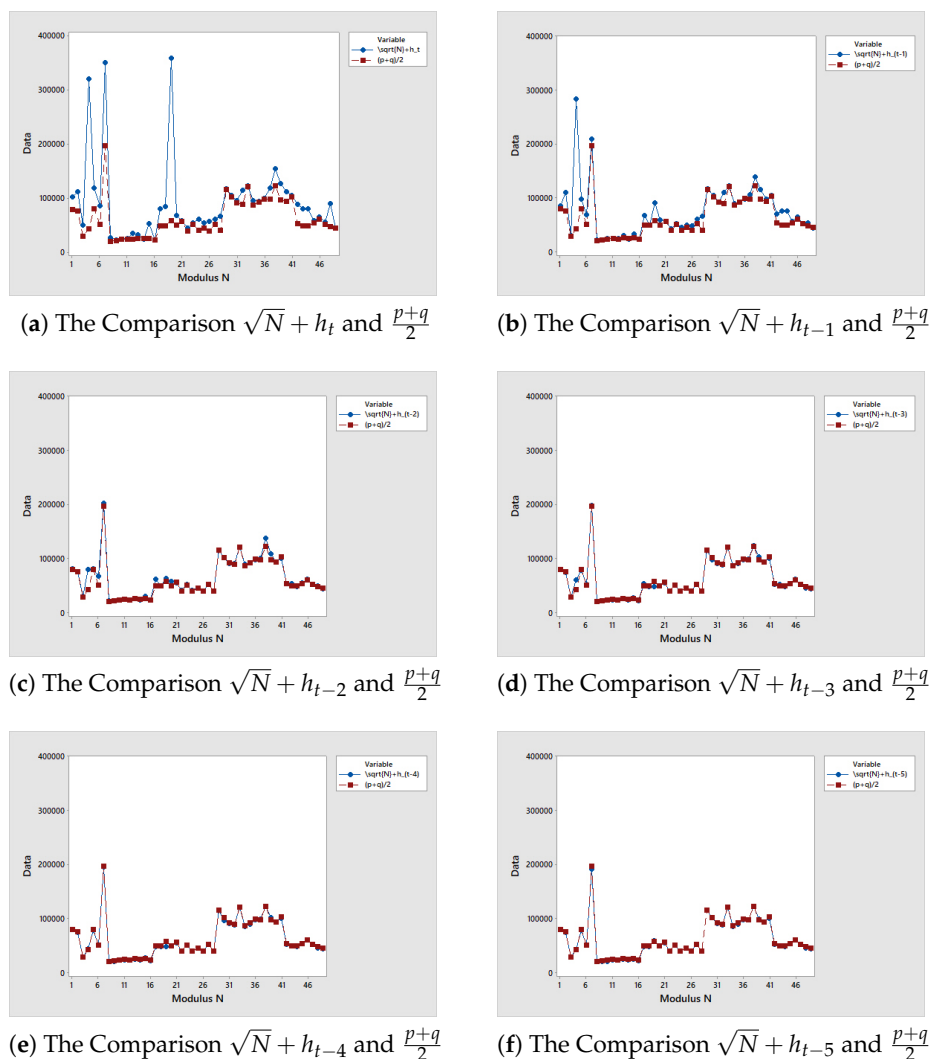 Variable
\sqrt{N}+h_t
(p+q)/2
400000
300000
200000
100000
0
Data
1 6 11 16 21 26 31 36 41 46
Modulus N
(a) The Comparison √N + h_t and (p+q)/2
Variable
\sqrt{N}+h_(t-1)
(p+q)/2
400000
300000
200000
100000
0
Data
1 6 11 16 21 26 31 36 41 46
Modulus N
(b) The Comparison √N + h_{t−1} and (p+q)/2
Variable
\sqrt{N}+h_(t-2)
(p+q)/2
400000
300000
200000
100000
0
Data
1 6 11 16 21 26 31 36 41 46
Modulus N
(c) The Comparison √N + h_{t−2} and (p+q)/2
Variable
\sqrt{N}+h_(t-3)
(p+q)/2
400000
300000
200000
100000
0
Data
1 6 11 16 21 26 31 36 41 46
Modulus N
(d) The Comparison √N + h_{t−3} and (p+q)/2
Variable
\sqrt{N}+h_(t-4)
(p+q)/2
400000
300000
200000
100000
0
Data
1 6 11 16 21 26 31 36 41 46
Modulus N
(e) The Comparison √N + h_{t−4} and (p+q)/2
Variable
\sqrt{N}+h_(t-5)
(p+q)/2
400000
300000
200000
100000
0
Data
1 6 11 16 21 26 31 36 41 46
Modulus N
(f) The Comparison √N + h_{t−5} and (p+q)/2